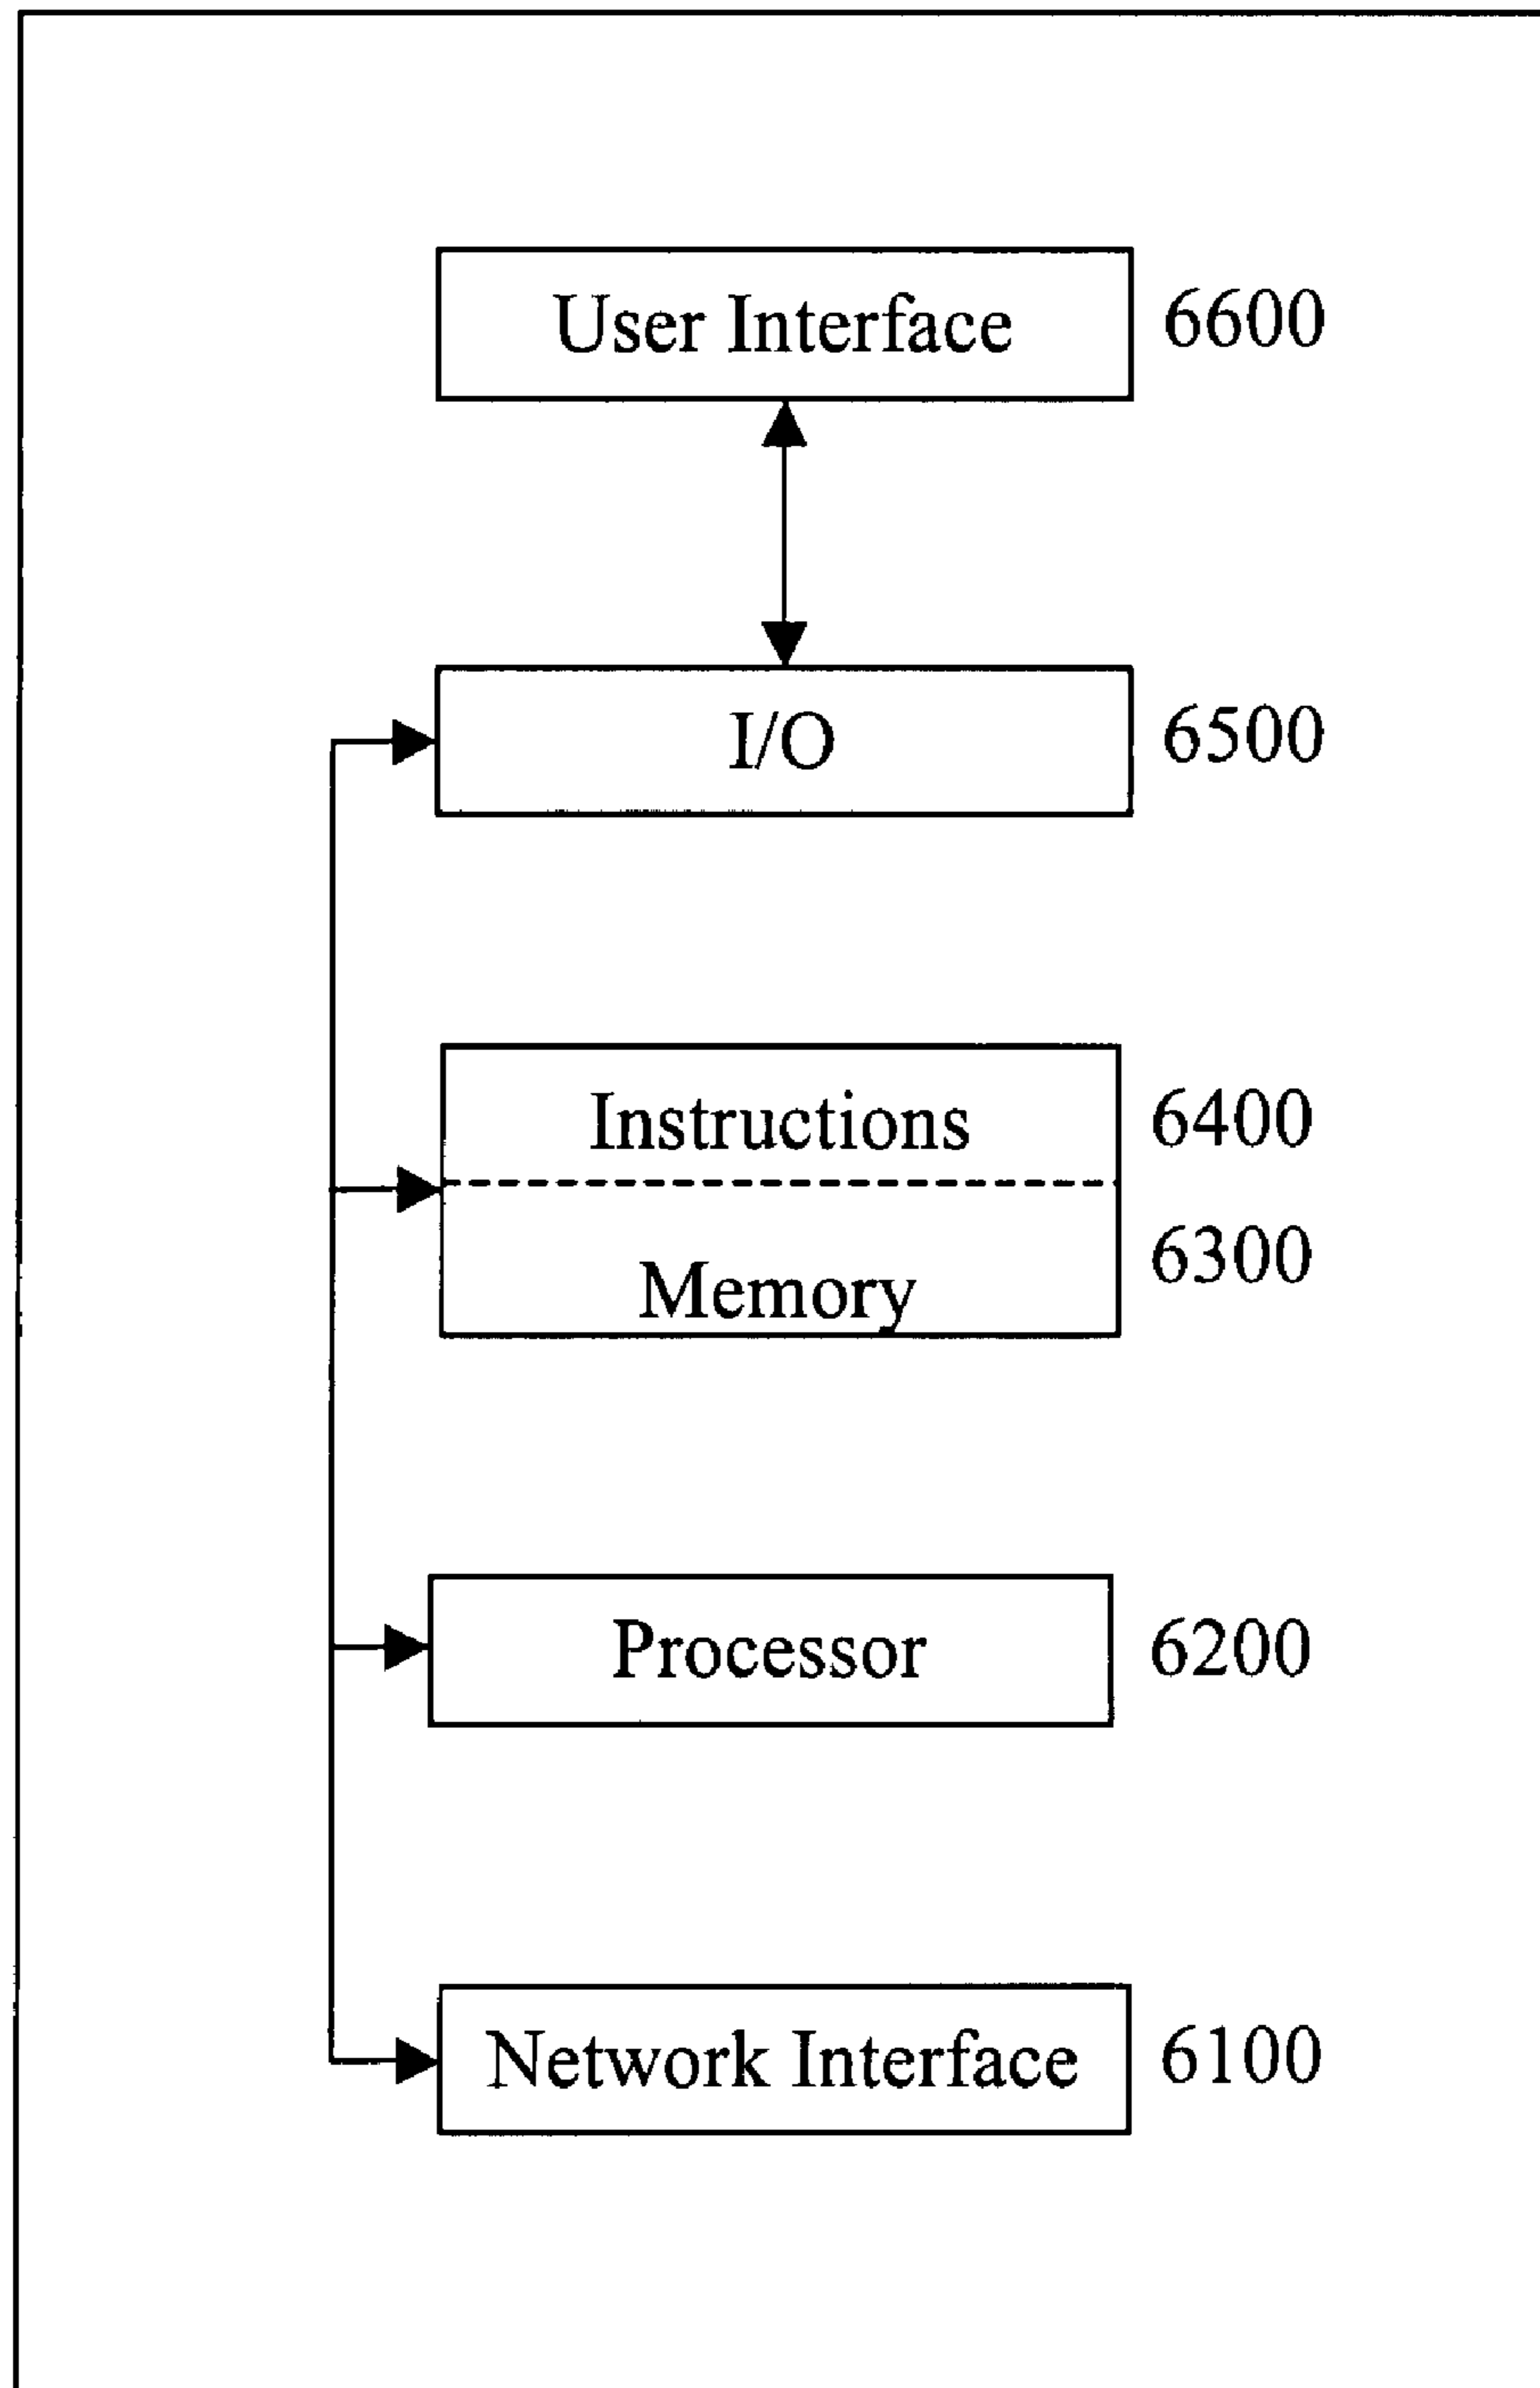 User Interface 6600
I/O 6500
Instructions 6400
Memory 6300
Processor 6200
Network Interface 6100